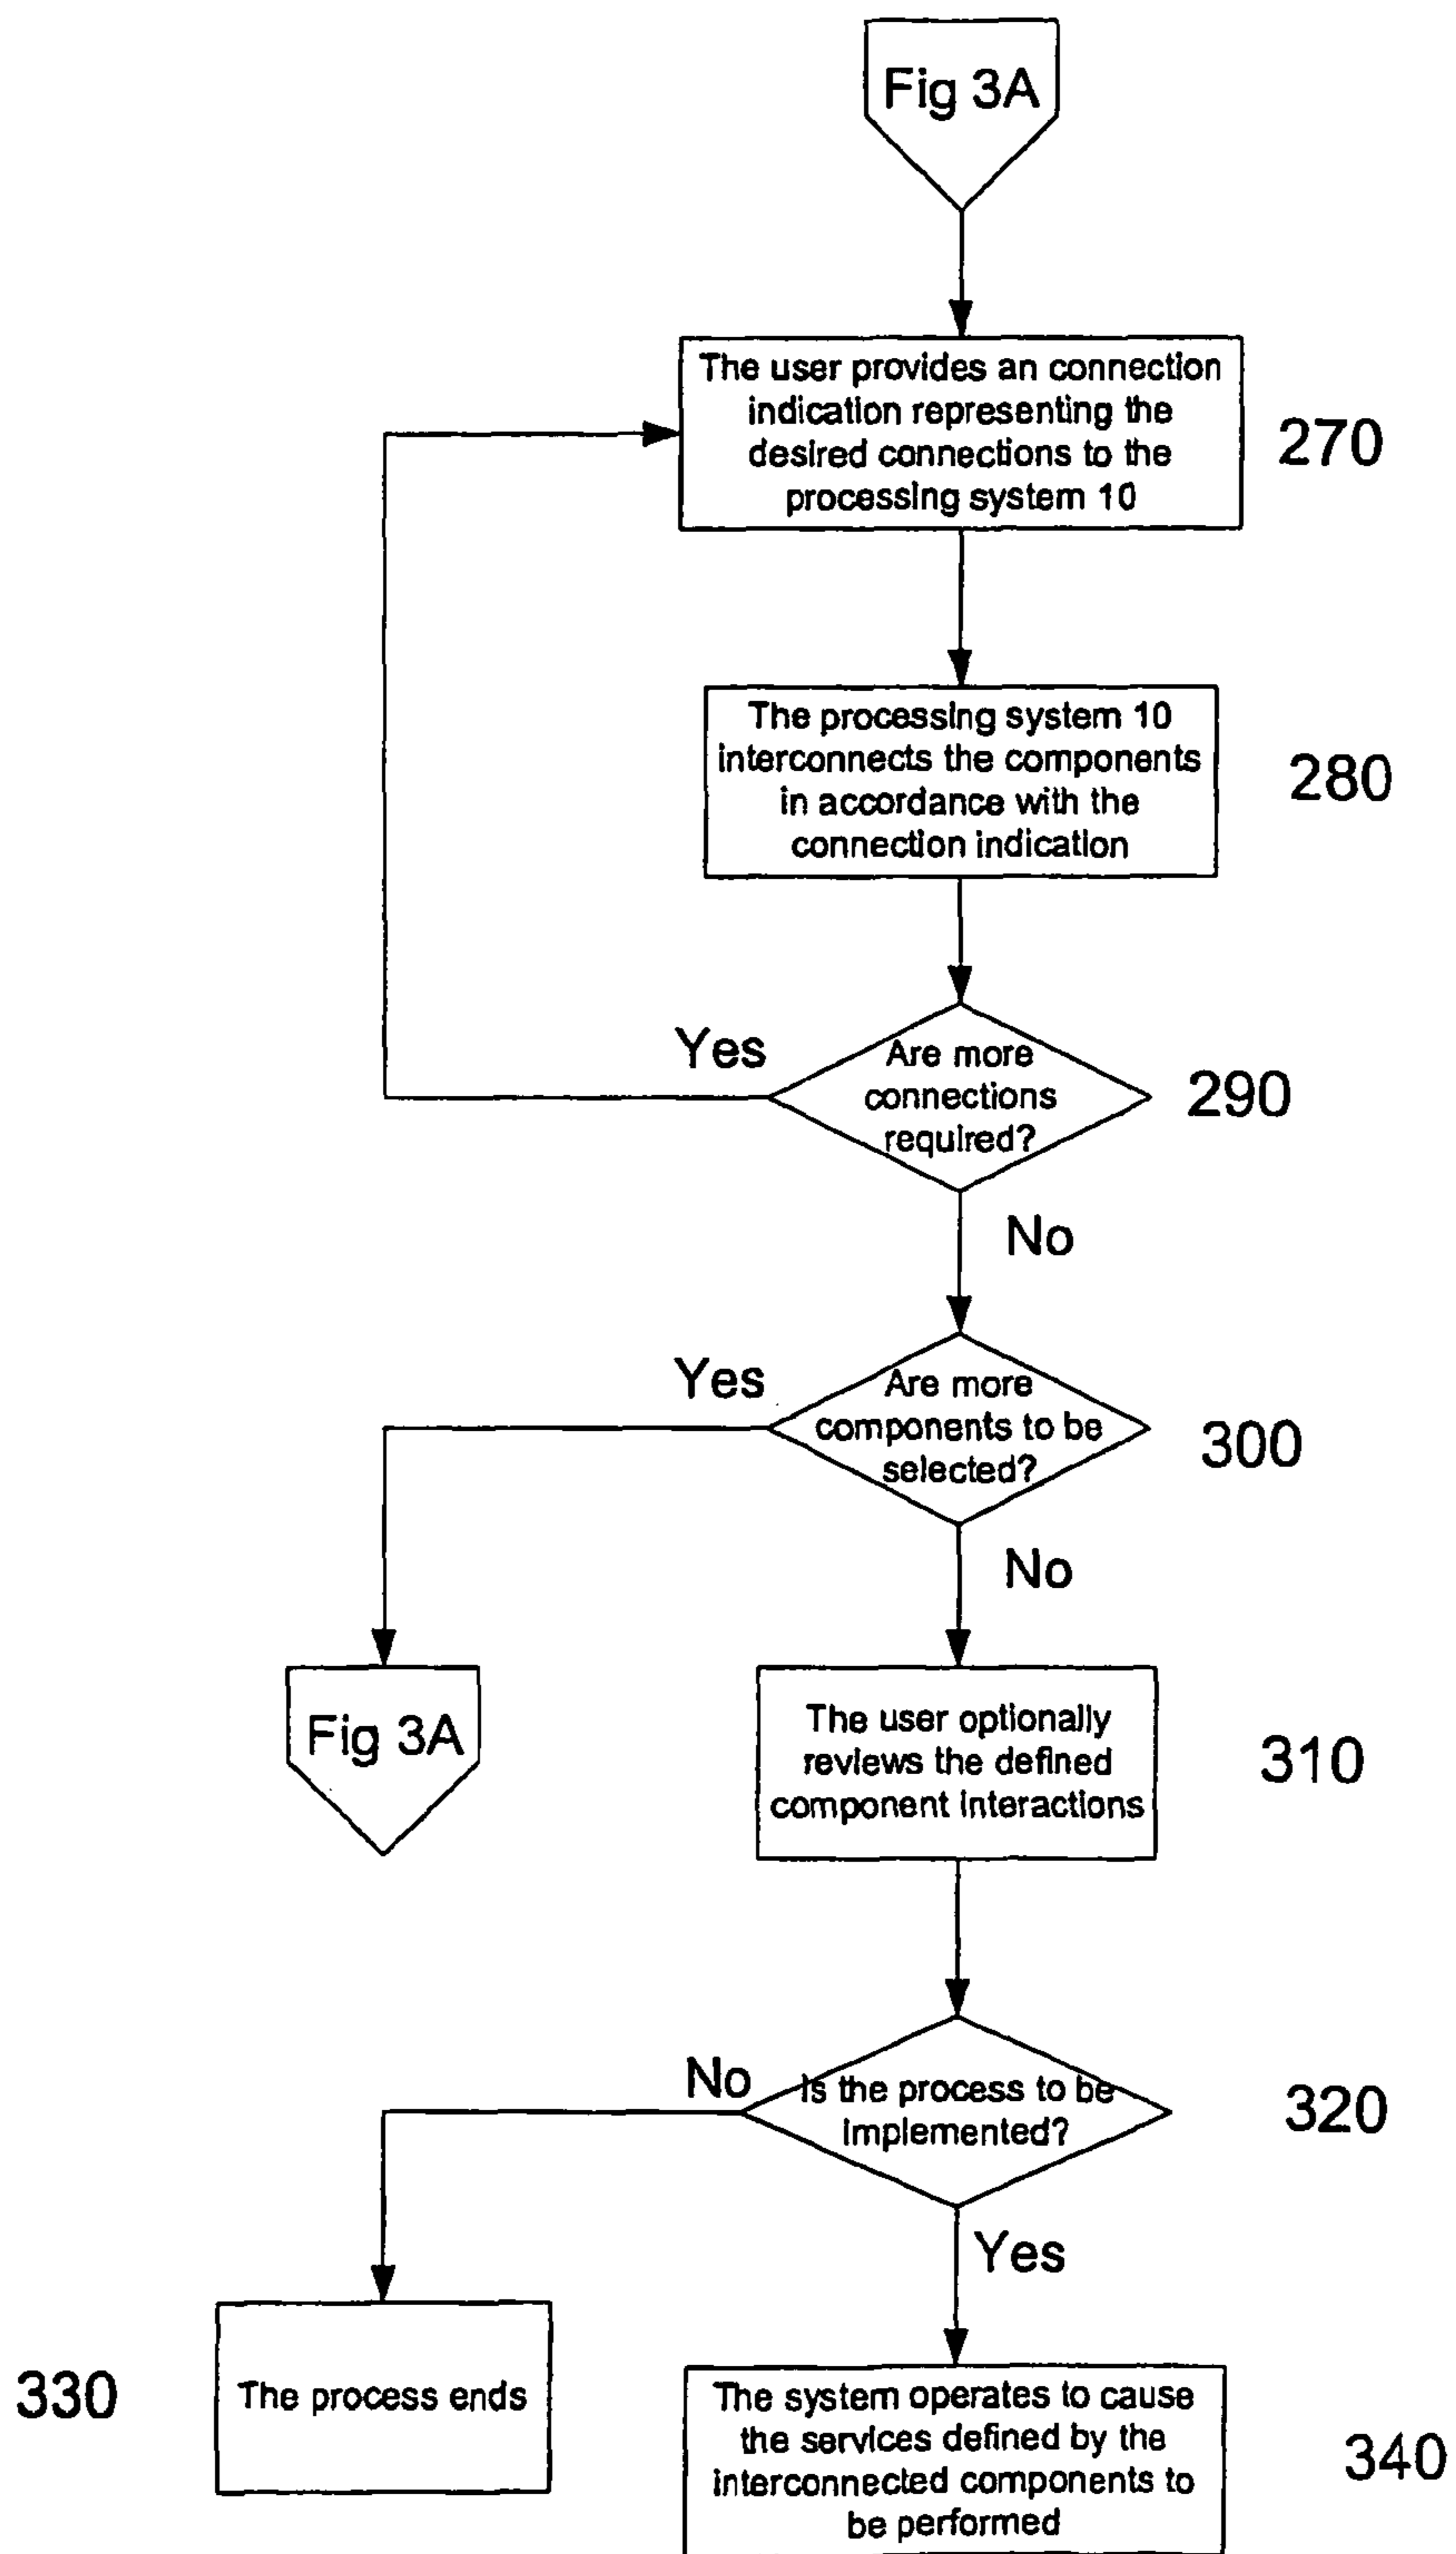 Fig 3A
The user provides an connection
indication representing the
desired connections to the
processing system 10
270
The processing system 10
interconnects the components
in accordance with the
connection indication
280
Yes
Are more
connections
required?
290
No
Yes
Are more
components to be
selected?
300
No
Fig 3A
The user optionally
reviews the defined
component interactions
310
No
Is the process to be
implemented?
320
Yes
330
The process ends
The system operates to cause
the services defined by the
interconnected components to
be performed
340